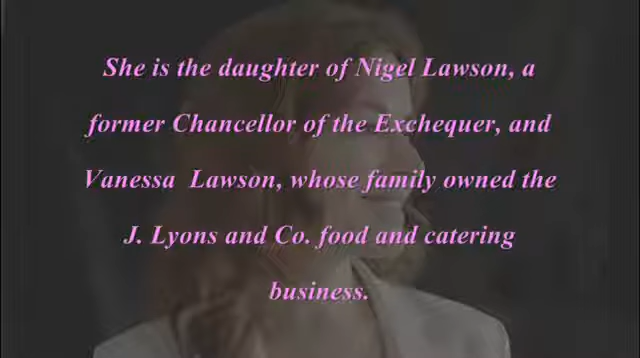 She is the daughter of Nigel Lawson, a
former Chancellor of the Exchequer, and
Vanessa Lawson, whose family owned the
J. Lyons and Co. food and catering
business.